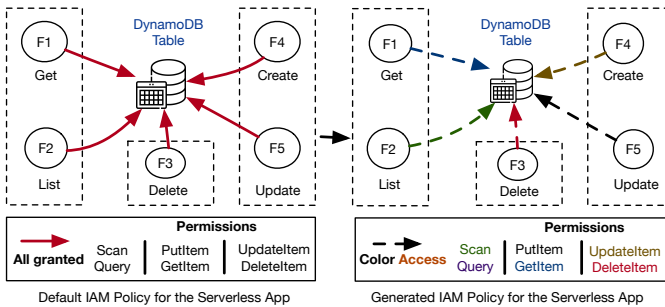 DynamoDB
Table
F1
Get
F4
Create
F2
List
F3
Delete
F5
Update
Permissions
All granted
Scan
Query
PutItem
GetItem
UpdateItem
DeleteItem
Default IAM Policy for the Serverless App
DynamoDB
Table
F1
Get
F4
Create
F2
List
F3
Delete
F5
Update
Permissions
Color Access
Scan
Query
PutItem
GetItem
UpdateItem
DeleteItem
Generated IAM Policy for the Serverless App